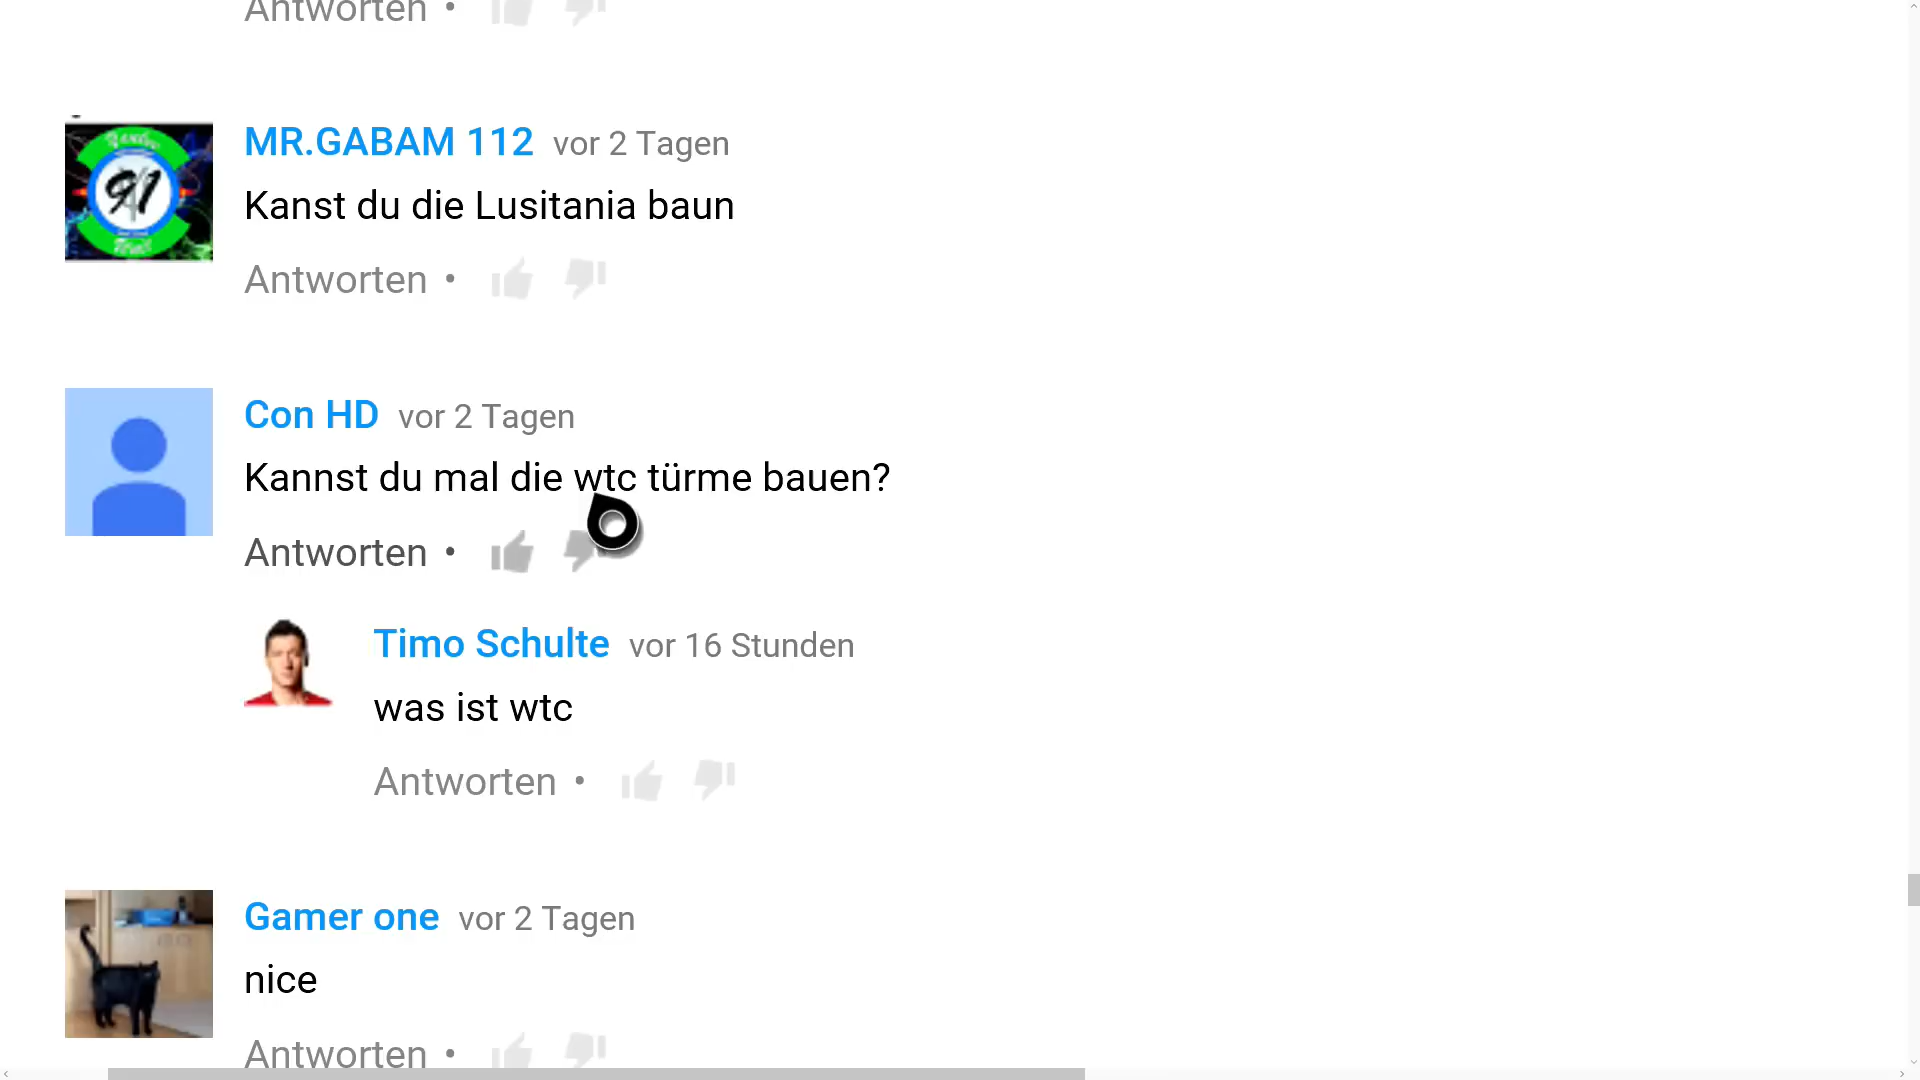 Antworten •
MR.GABAM 112 vor 2 Tagen
Kanst du die Lusitania baun
Antworten •
Con HD vor 2 Tagen
Kannst du mal die wtc türme bauen?
Antworten •
Timo Schulte vor 16 Stunden
was ist wtc
Antworten •
Gamer one vor 2 Tagen
nice
Antworten •